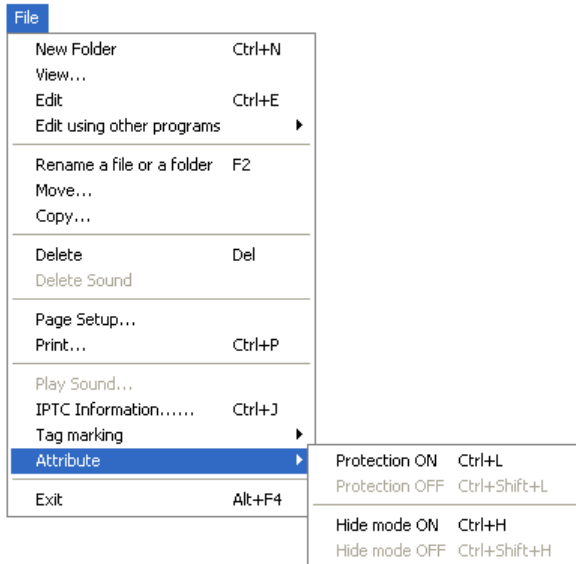 File
New Folder Ctrl+N
View...
Edit Ctrl+E
Edit using other programs
Rename a file or a folder F2
Move...
Copy...
Delete Del
Delete Sound
Page Setup...
Print... Ctrl+P
Play Sound...
IPTC Information...... Ctrl+J
Tag marking
Attribute
Exit Alt+F4
Protection ON Ctrl+L
Protection OFF Ctrl+Shift+L
Hide mode ON Ctrl+H
Hide mode OFF Ctrl+Shift+H